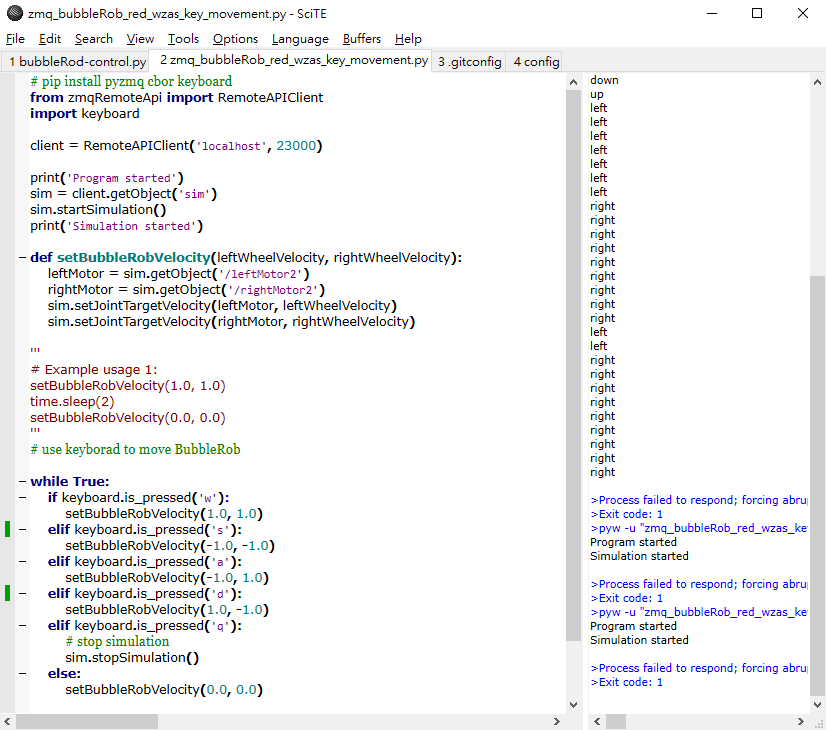 zmq_bubbleRob_red_wzas_key_movement.py - SciTE
File Edit Search View Tools Options Language Buffers Help
1 bubbleRod-control.py 2 zmq_bubbleRob_red_wzas_key_movement.py 3 .gitconfig 4 config
# pip install pyzmq cbor keyboard
from zmqRemoteApi import RemoteAPIClient
import keyboard
client = RemoteAPIClient('localhost', 23000)
print('Program started')
sim = client.getObject('sim')
sim.startSimulation()
print('Simulation started')
def setBubbleRobVelocity(leftWheelVelocity, rightWheelVelocity):
leftMotor = sim.getObject('/leftMotor2')
rightMotor = sim.getObject('/rightMotor2')
sim.setJointTargetVelocity(leftMotor, leftWheelVelocity)
sim.setJointTargetVelocity(rightMotor, rightWheelVelocity)
'''
# Example usage 1:
setBubbleRobVelocity(1.0, 1.0)
time.sleep(2)
setBubbleRobVelocity(0.0, 0.0)
'''
# use keyborad to move BubbleRob
while True:
if keyboard.is_pressed('w'):
setBubbleRobVelocity(1.0, 1.0)
elif keyboard.is_pressed('s'):
setBubbleRobVelocity(-1.0, -1.0)
elif keyboard.is_pressed('a'):
setBubbleRobVelocity(-1.0, 1.0)
elif keyboard.is_pressed('d'):
setBubbleRobVelocity(1.0, -1.0)
elif keyboard.is_pressed('q'):
# stop simulation
sim.stopSimulation()
else:
setBubbleRobVelocity(0.0, 0.0)
down
up
left
left
left
left
left
left
left
right
right
right
right
right
right
right
right
right
left
left
right
right
right
right
right
right
right
right
right
>Process failed to respond; forcing abru
>Exit code: 1
>pyw -u "zmq_bubbleRob_red_wzas_ke
Program started
Simulation started
>Process failed to respond; forcing abru
>Exit code: 1
>pyw -u "zmq_bubbleRob_red_wzas_ke
Program started
Simulation started
>Process failed to respond; forcing abru
>Exit code: 1